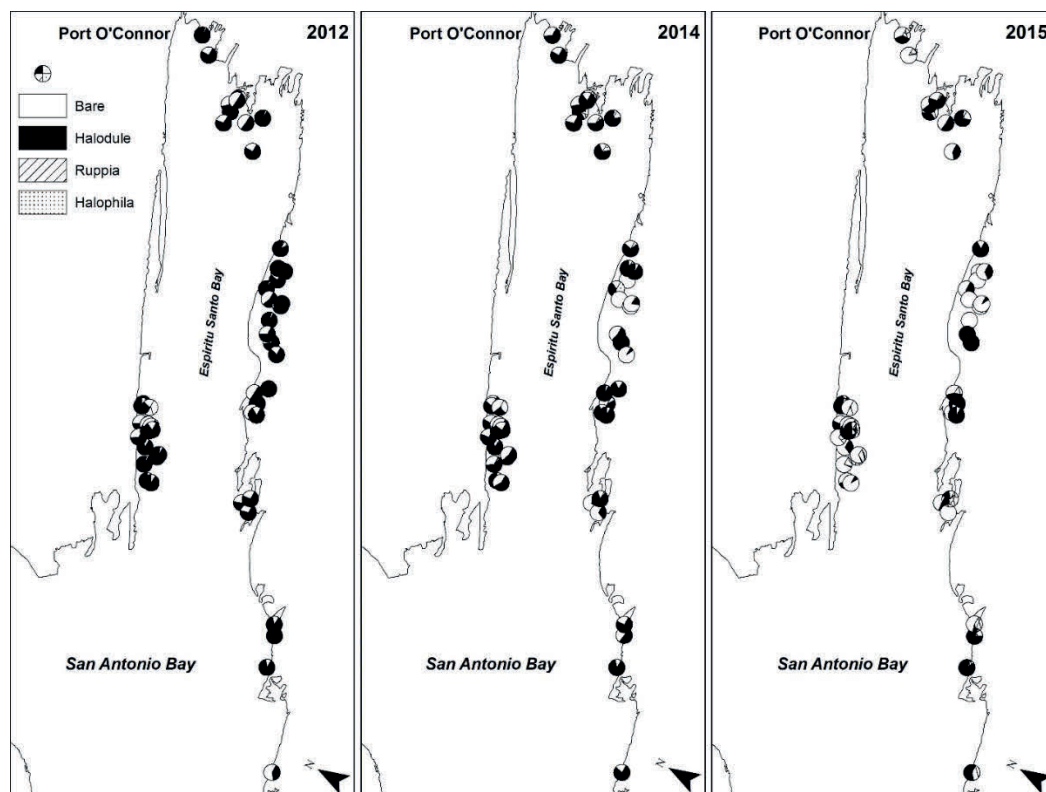 Port O'Connor 2012
Bare
Halodule
Ruppia
Halophila
Espiritu Santo Bay
San Antonio Bay
N
Port O'Connor 2014
Espiritu Santo Bay
San Antonio Bay
N
Port O'Connor 2015
Espiritu Santo Bay
San Antonio Bay
N